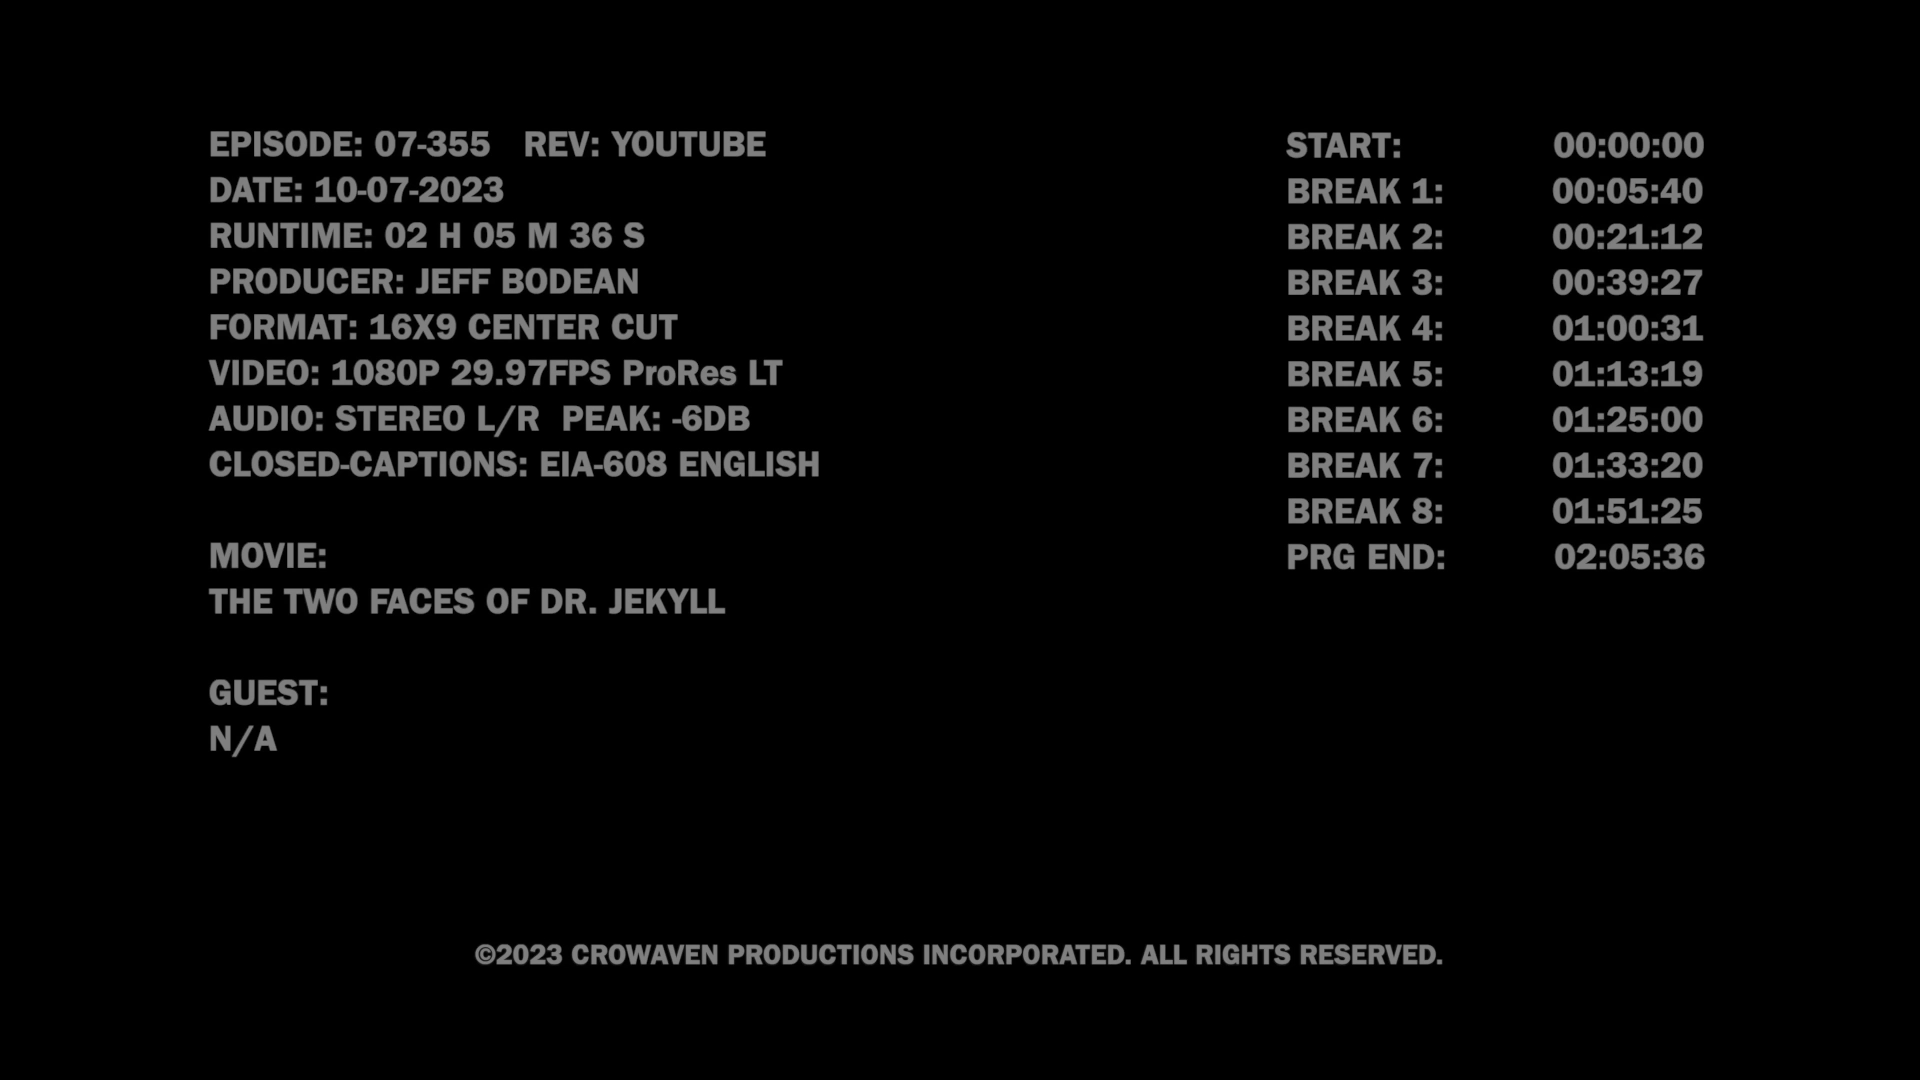 EPISODE: 07-355 REV: YOUTUBE
DATE: 10-07-2023
RUNTIME: 02 H 05 M 36 S
PRODUCER: JEFF BODEAN
FORMAT: 16X9 CENTER CUT
VIDEO: 1080P 29.97FPS ProRes LT
AUDIO: STEREO L/R PEAK: -6DB
CLOSED-CAPTIONS: EIA-608 ENGLISH
MOVIE:
THE TWO FACES OF DR. JEKYLL
GUEST:
N/A
START: 00:00:00
BREAK 1: 00:05:40
BREAK 2: 00:21:12
BREAK 3: 00:39:27
BREAK 4: 01:00:31
BREAK 5: 01:13:19
BREAK 6: 01:25:00
BREAK 7: 01:33:20
BREAK 8: 01:51:25
PRG END: 02:05:36
©2023 CROWAVEN PRODUCTIONS INCORPORATED. ALL RIGHTS RESERVED.